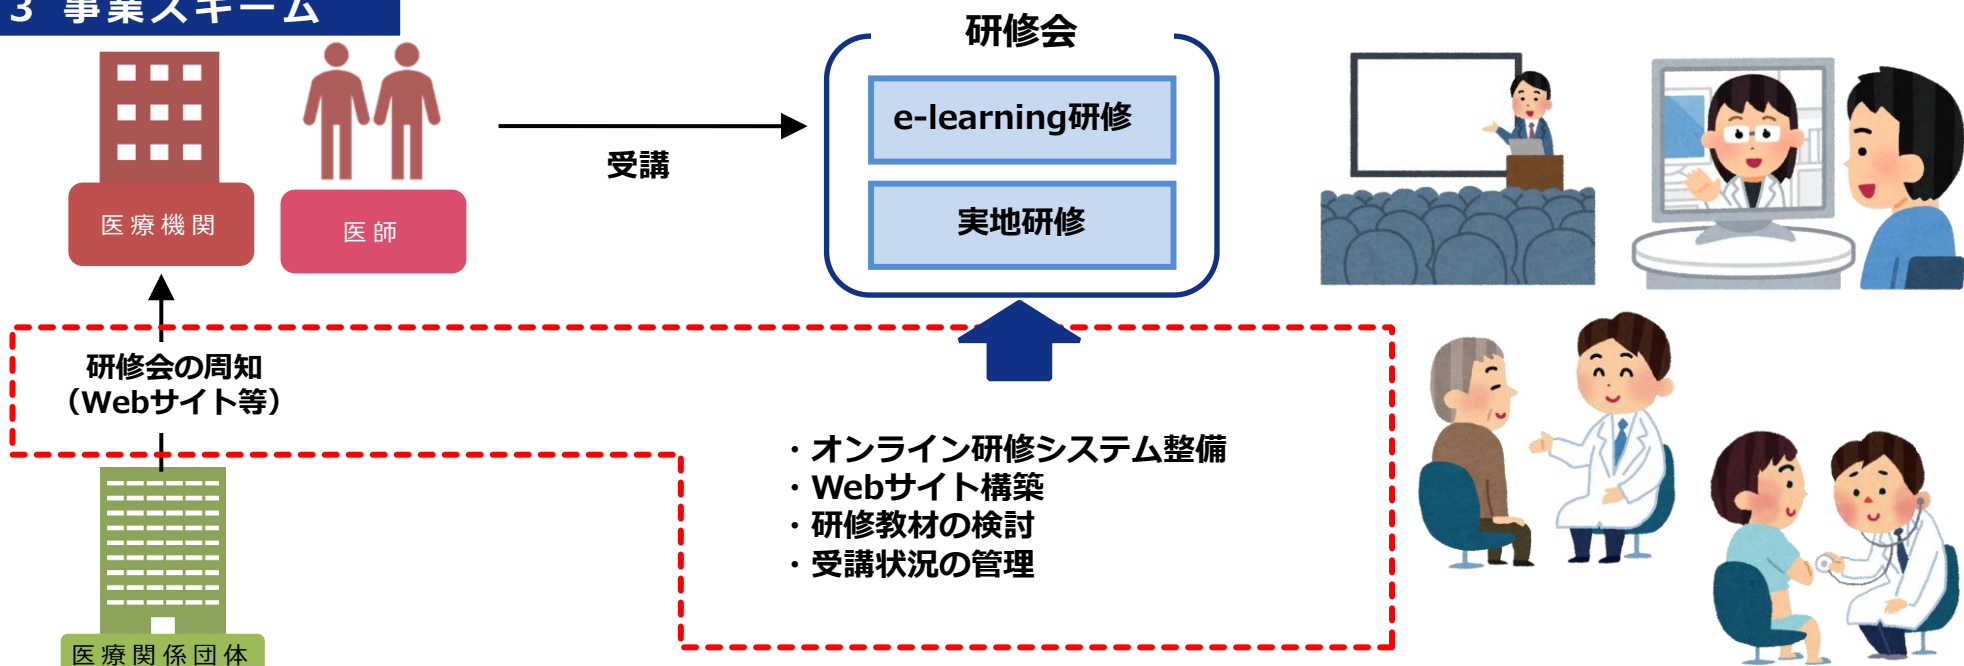 3 事業スキーム
研修会
e-learning研修
実地研修
受講
医療機関
医師
研修会の周知
（Webサイト等）
・オンライン研修システム整備
・Webサイト構築
・研修教材の検討
・受講状況の管理
医療関係団体